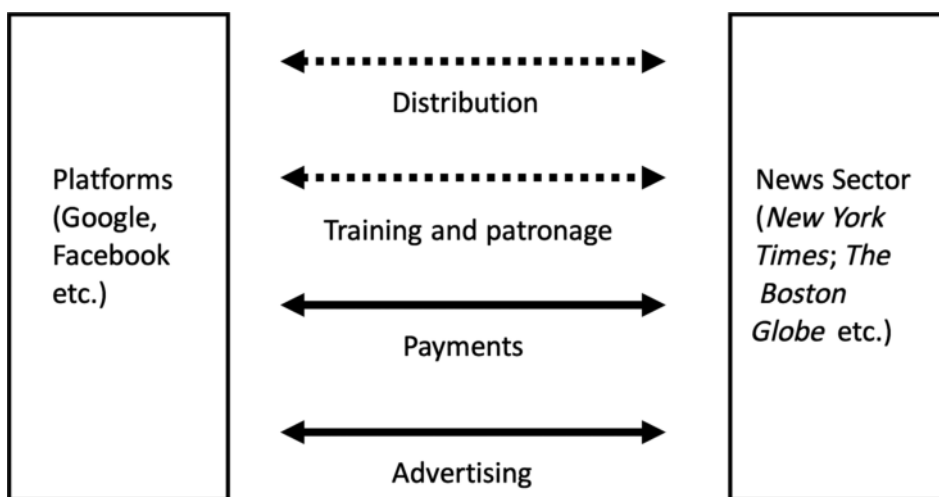 Distribution
Platforms
(Google,
Facebook
etc.)
Training and patronage
Payments
Advertising
News Sector
(New York
Times; The
Boston
Globe etc.)